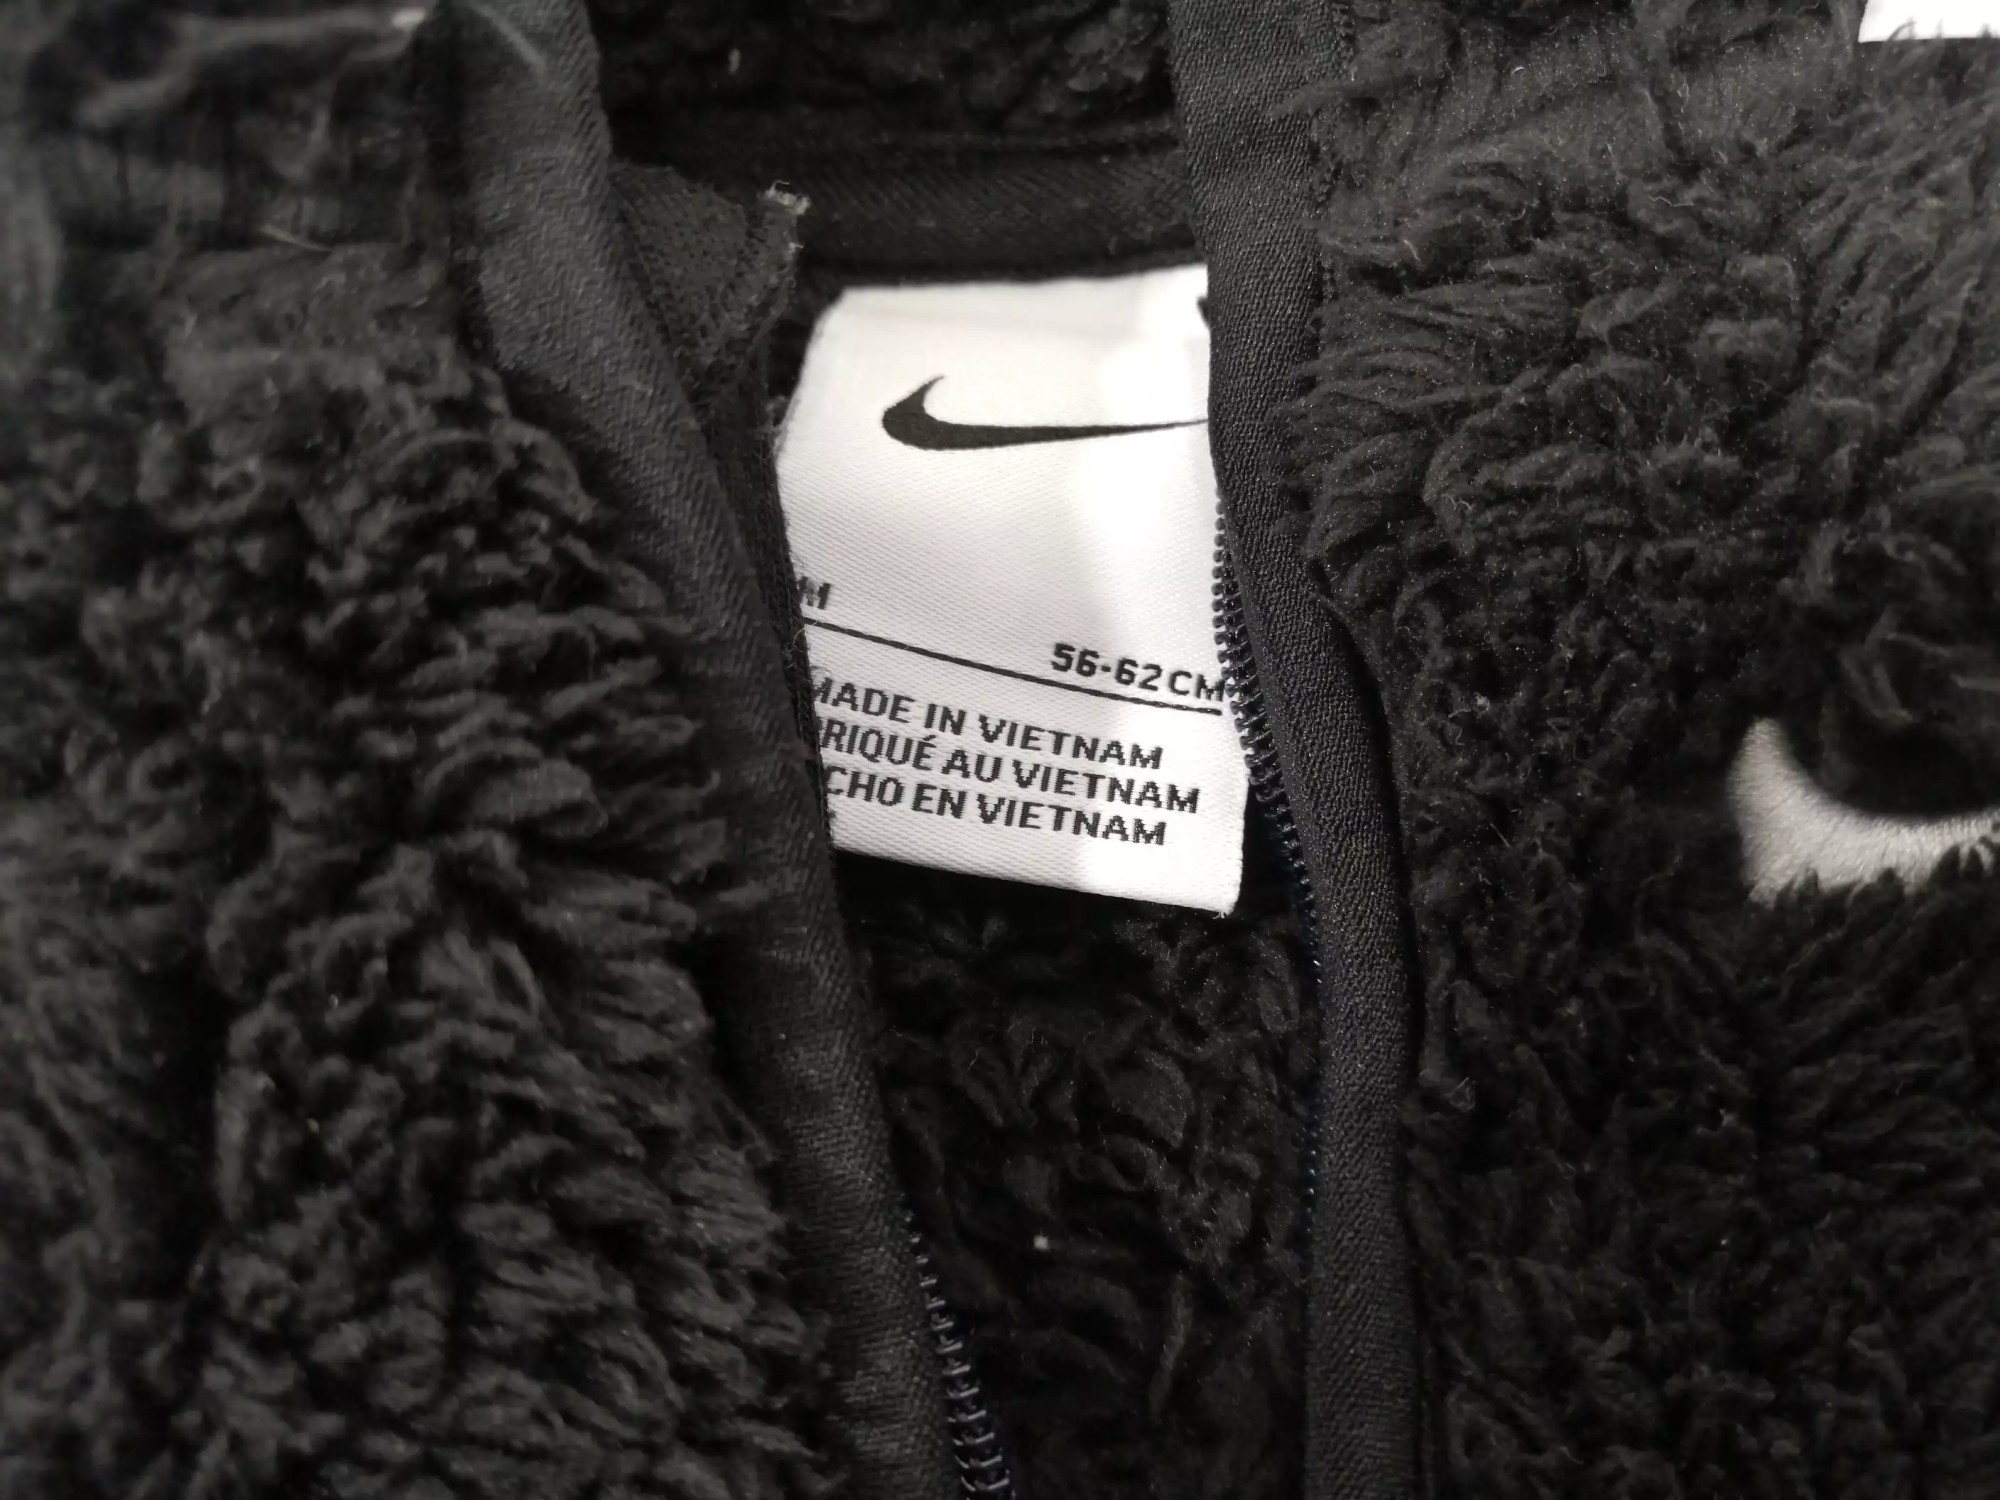 M
56-62CM
MADE IN VIETNAM
RIQUÉ AU VIETNAM
CHO EN VIETNAM